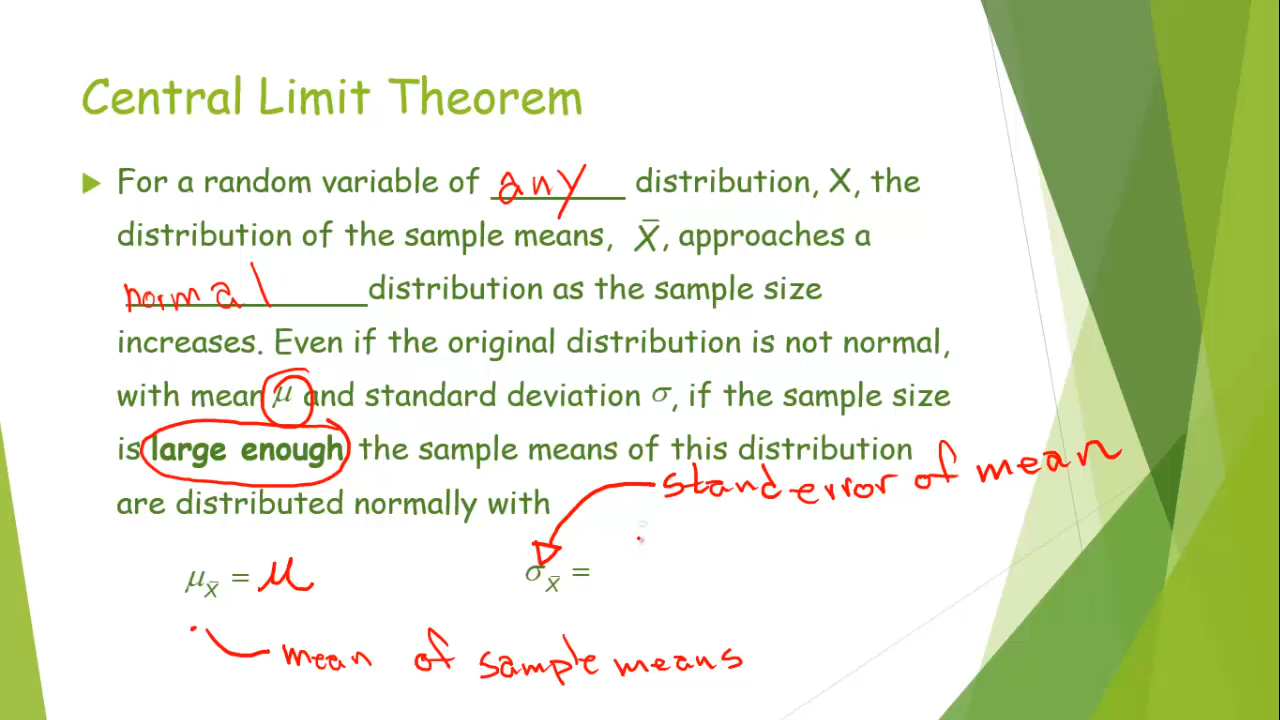 Central Limit Theorem
For a random variable of any distribution, X, the
distribution of the sample means, X̄, approaches a
normal distribution as the sample size
increases. Even if the original distribution is not normal,
with mean μ and standard deviation σ, if the sample size
is large enough the sample means of this distribution
stand error of mean
are distributed normally with
μX̄ = μ σX̄ =
mean of sample means